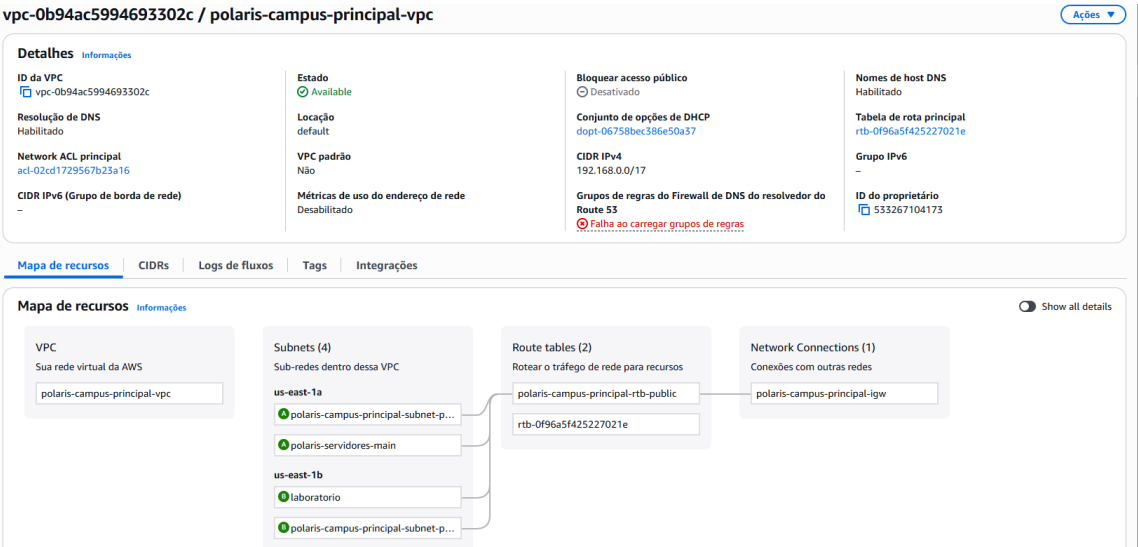 vpc-0b94ac5994693302c / polaris-campus-principal-vpc
Ações
Detalhes Informações
ID da VPC
vpc-0b94ac5994693302c
Estado
Available
Bloquear acesso público
Desativado
Nomes de host DNS
Habilitado
Resolução de DNS
Habilitado
Locação
default
Conjunto de opções de DHCP
dopt-06758bec386e50a37
Tabela de rota principal
rtb-0f96a5f425227021e
Network ACL principal
acl-02cd1729567b23a16
VPC padrão
Não
CIDR IPv4
192.168.0.0/17
Grupo IPv6
–
CIDR IPv6 (Grupo de borda de rede)
–
Métricas de uso do endereço de rede
Desabilitado
Grupos de regras do Firewall de DNS do resolvedor do
Route 53
Falha ao carregar grupos de regras
ID do proprietário
533267104173
Mapa de recursos
CIDRs
Logs de fluxos
Tags
Integrações
Mapa de recursos Informações
Show all details
VPC
Sua rede virtual da AWS
polaris-campus-principal-vpc
Subnets (4)
Sub-redes dentro dessa VPC
us-east-1a
A polaris-campus-principal-subnet-p...
A polaris-servidores-main
us-east-1b
B laboratorio
B polaris-campus-principal-subnet-p...
Route tables (2)
Rotear o tráfego de rede para recursos
polaris-campus-principal-rtb-public
rtb-0f96a5f425227021e
Network Connections (1)
Conexões com outras redes
polaris-campus-principal-igw